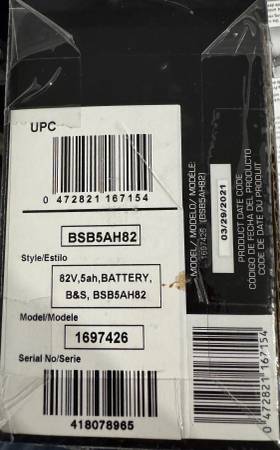 UPC
0 472821 167154
BSB5AH82
Style/Estilo
82V,5ah,BATTERY,
B&S, BSB5AH82
Model/Modele
1697426
Serial No/Serie
418078965
MODEL/ MODELO/ MODÈLE:
1697426 (BSB5AH82)
03/29/2021
PRODUCT DATE CODE
CÓDIGO DE FECHA DEL PRODUCTO
CODE DE DATE DU PRODUIT
0 472821 167154